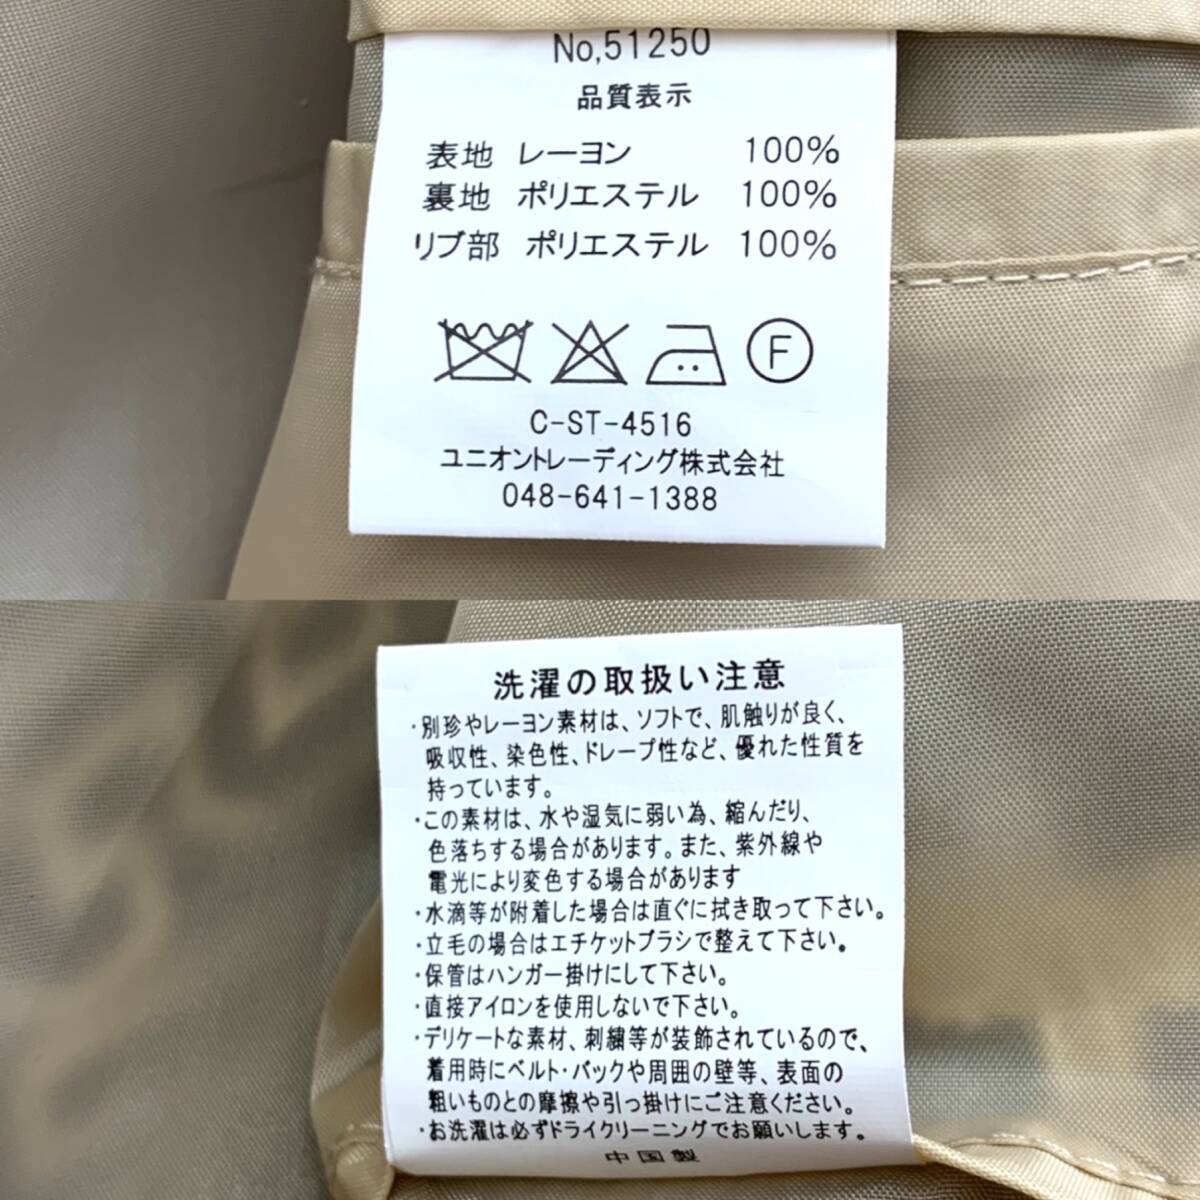 No,51250
品質表示
表地 レーヨン 100%
裏地 ポリエステル 100%
リブ部 ポリエステル 100%
F
C-ST-4516
ユニオントレーディング株式会社
048-641-1388
洗濯の取扱い注意
・別珍やレーヨン素材は、ソフトで、肌触りが良く、
吸収性、染色性、ドレープ性など、優れた性質を
持っています。
・この素材は、水や湿気に弱い為、縮んだり、
色落ちする場合があります。また、紫外線や
電光により変色する場合があります
・水滴等が附着した場合は直ぐに拭き取って下さい。
・立毛の場合はエチケットブラシで整えて下さい。
・保管はハンガー掛けにして下さい。
・直接アイロンを使用しないで下さい。
・デリケートな素材、刺繍等が装飾されているので、
着用時にベルト・バックや周囲の壁等、表面の
粗いものとの摩擦や引っ掛けにご注意ください。
・お洗濯は必ずドライクリーニングでお願いします。
中国製